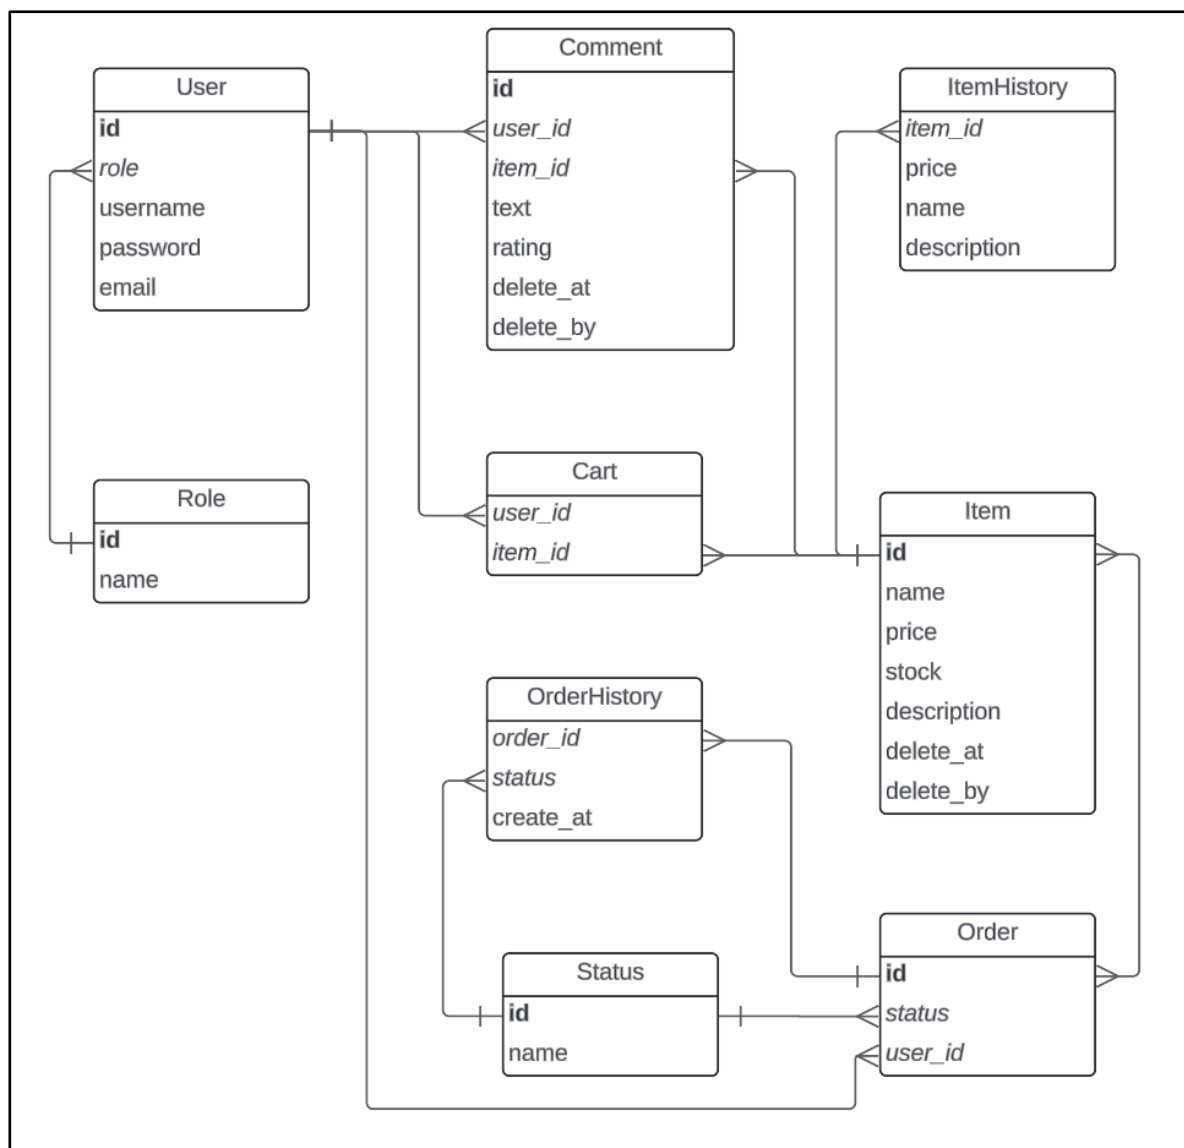 User
id
role
username
password
email
Comment
id
user_id
item_id
text
rating
delete_at
delete_by
ItemHistory
item_id
price
name
description
Role
id
name
Cart
user_id
item_id
Item
id
name
price
stock
description
delete_at
delete_by
OrderHistory
order_id
status
create_at
Status
id
name
Order
id
status
user_id